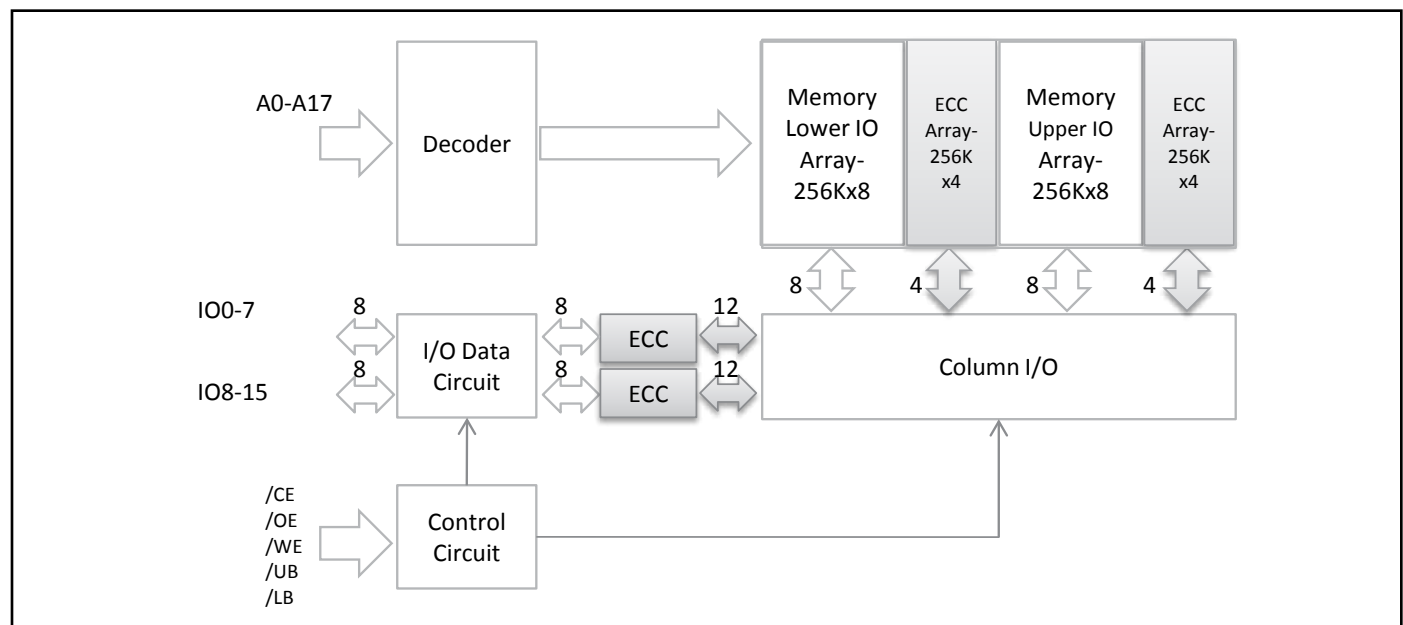 A0-A17
Decoder
Memory
Lower IO
Array-
256Kx8
ECC
Array-
256K
x4
Memory
Upper IO
Array-
256Kx8
ECC
Array-
256K
x4
8
4
8
4
IO0-7
8
8
12
IO8-15
8
8
12
I/O Data
Circuit
ECC
ECC
Column I/O
/CE
/OE
/WE
/UB
/LB
Control
Circuit